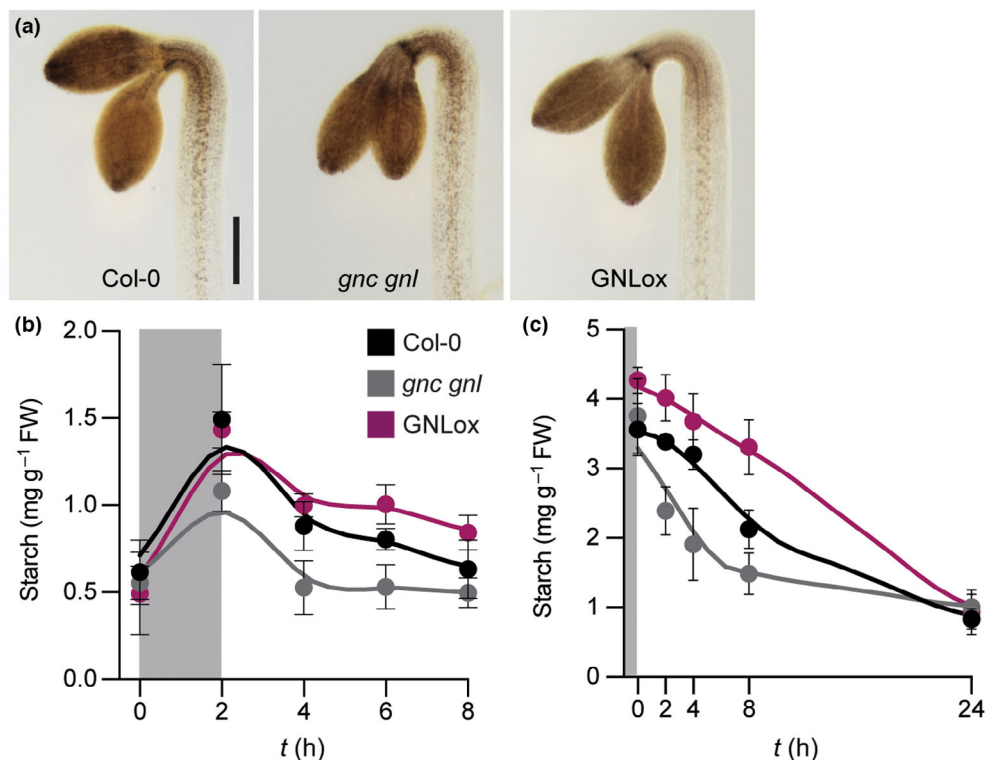 (a)
Col-0
gnc gnl
GNLox
(b)
Starch (mg g⁻¹ FW)
2.0
1.5
1.0
0.5
0.0
0
2
4
6
8
t (h)
Col-0
gnc gnl
GNLox
(c)
Starch (mg g⁻¹ FW)
5
4
3
2
1
0
0
2
4
8
24
t (h)